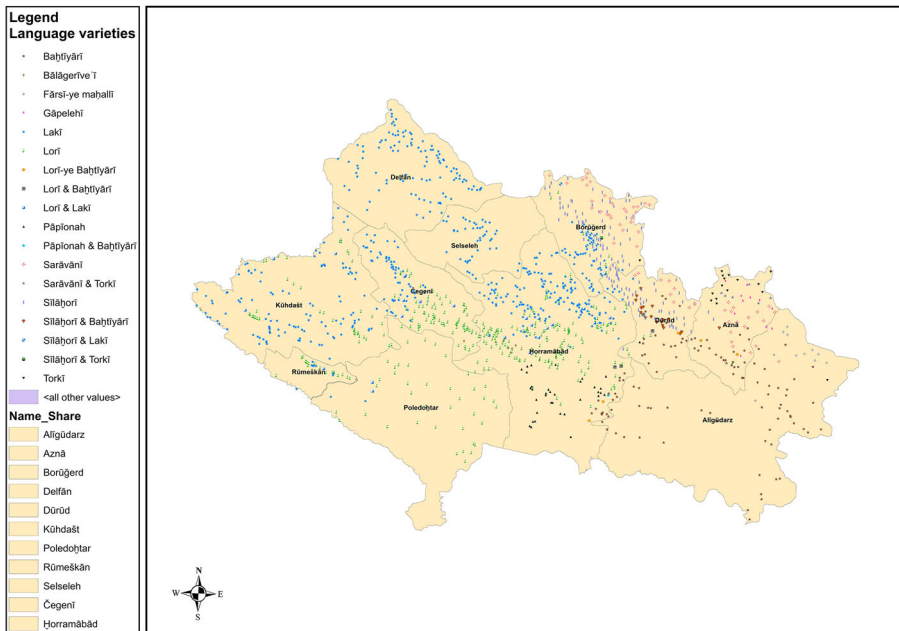 Legend
Language varieties
Baḫtīyārī
Bālāgerīve ̄ī
Fārsī-ye maḥallī
Gāpelehī
Lakī
Lorī
Lorī-ye Baḫtīyārī
Lorī & Baḫtīyārī
Lorī & Lakī
Pāpīonah
Pāpīonah & Baḫtīyārī
Sarāvānī
Sarāvānī & Torkī
Sīlāḫorī
Sīlāḫorī & Baḫtīyārī
Sīlāḫorī & Lakī
Sīlāḫorī & Torkī
Torkī
<all other values>
Name_Share
Alīgūdarz
Aznā
Borūğerd
Delfān
Dūrūd
Kūhdašt
Poledoḫtar
Rūmeškān
Selseleh
Čegenī
Ḫorramābād
Delfān
Borūğerd
Selseleh
Čegenī
Kūhdašt
Dūrūd
Aznā
Ḫorramābād
Rūmeškān
Poledoḫtar
Alīgūdarz
N
W E
S